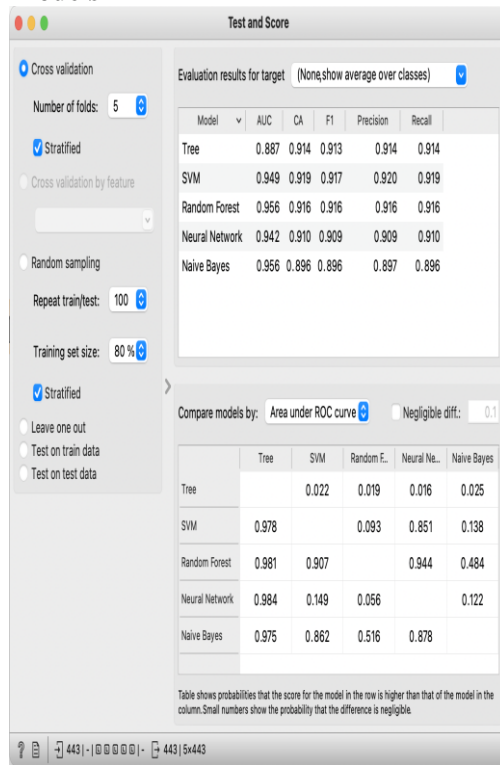 Test and Score
Cross validation
Number of folds: 5
Stratified
Cross validation by feature
Random sampling
Repeat train/test: 100
Training set size: 80 %
Stratified
Leave one out
Test on train data
Test on test data
Evaluation results for target (None,show average over classes)
Model AUC CA F1 Precision Recall
Tree 0.887 0.914 0.913 0.914 0.914
SVM 0.949 0.919 0.917 0.920 0.919
Random Forest 0.956 0.916 0.916 0.916 0.916
Neural Network 0.942 0.910 0.909 0.909 0.910
Naive Bayes 0.956 0.896 0.896 0.897 0.896
Compare models by: Area under ROC curve Negligible diff.: 0.1
Tree SVM Random F... Neural Ne... Naive Bayes
Tree 0.022 0.019 0.016 0.025
SVM 0.978 0.093 0.851 0.138
Random Forest 0.981 0.907 0.944 0.484
Neural Network 0.984 0.149 0.056 0.122
Naive Bayes 0.975 0.862 0.516 0.878
Table shows probabilities that the score for the model in the row is higher than that of the model in the
column.Small numbers show the probability that the difference is negligible.
? 443 | - | - 443 | 5×443